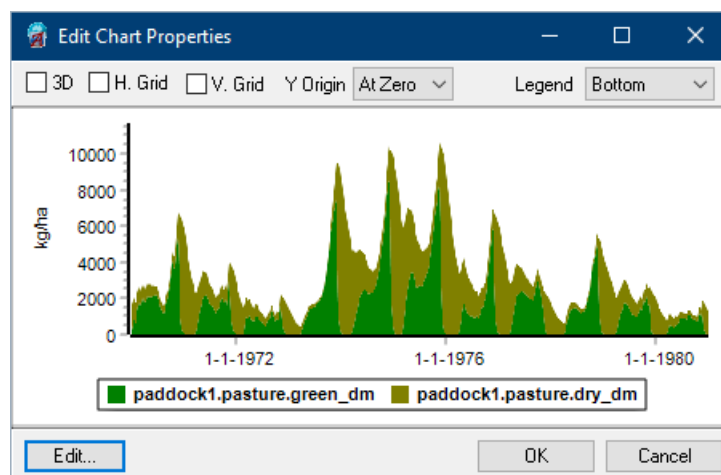 Edit Chart Properties
3D H. Grid V. Grid Y Origin At Zero Legend Bottom
kg/ha
10000
8000
6000
4000
2000
0
1-1-1972 1-1-1976 1-1-1980
paddock1.pasture.green_dm paddock1.pasture.dry_dm
Edit... OK Cancel